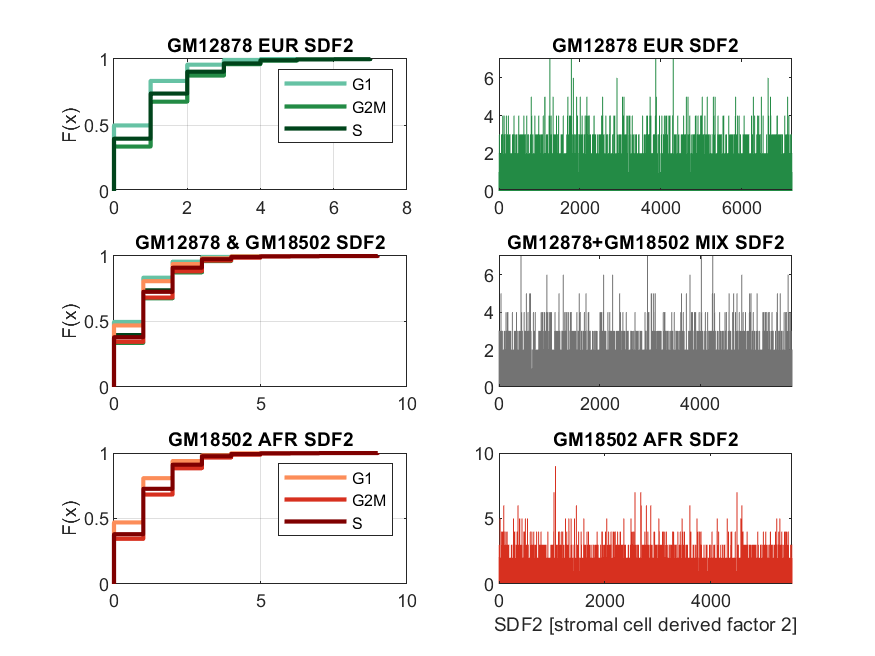 GM12878 EUR SDF2
F(x)
1
0.5
0
0 2 4 6 8
G1
G2M
S
GM12878 EUR SDF2
6
4
2
0
0 2000 4000 6000
GM12878 & GM18502 SDF2
F(x)
1
0.5
0
0 5 10
GM12878+GM18502 MIX SDF2
6
4
2
0
0 2000 4000
GM18502 AFR SDF2
F(x)
1
0.5
0
0 5 10
G1
G2M
S
GM18502 AFR SDF2
10
5
0
0 2000 4000
SDF2 [stromal cell derived factor 2]